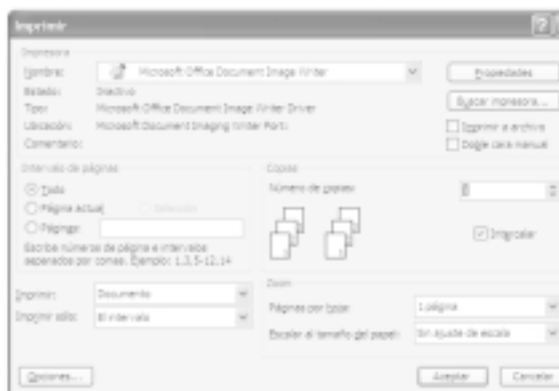 Imprimir
Impresora
Nombre: Microsoft Office Document Image Writer Propiedades
Estado: Inactivo
Tipo: Microsoft Office Document Image Writer Driver Buscar impresora...
Ubicación: Microsoft Document Imaging Writer Port: Imprimir a archivo
Comentario: Doble cara manual
Intervalo de páginas Copias
Todo Número de copias:
Página actual Selección
Páginas: Intercalar
Escriba números de página e intervalos
separados por comas. Ejemplo: 1,3,5-12,14
Zoom
Imprimir: Documento Páginas por hoja: 1 página
Imprimir sólo: El intervalo Escalar al tamaño del papel: Sin ajuste de escala
Opciones... Aceptar Cancelar